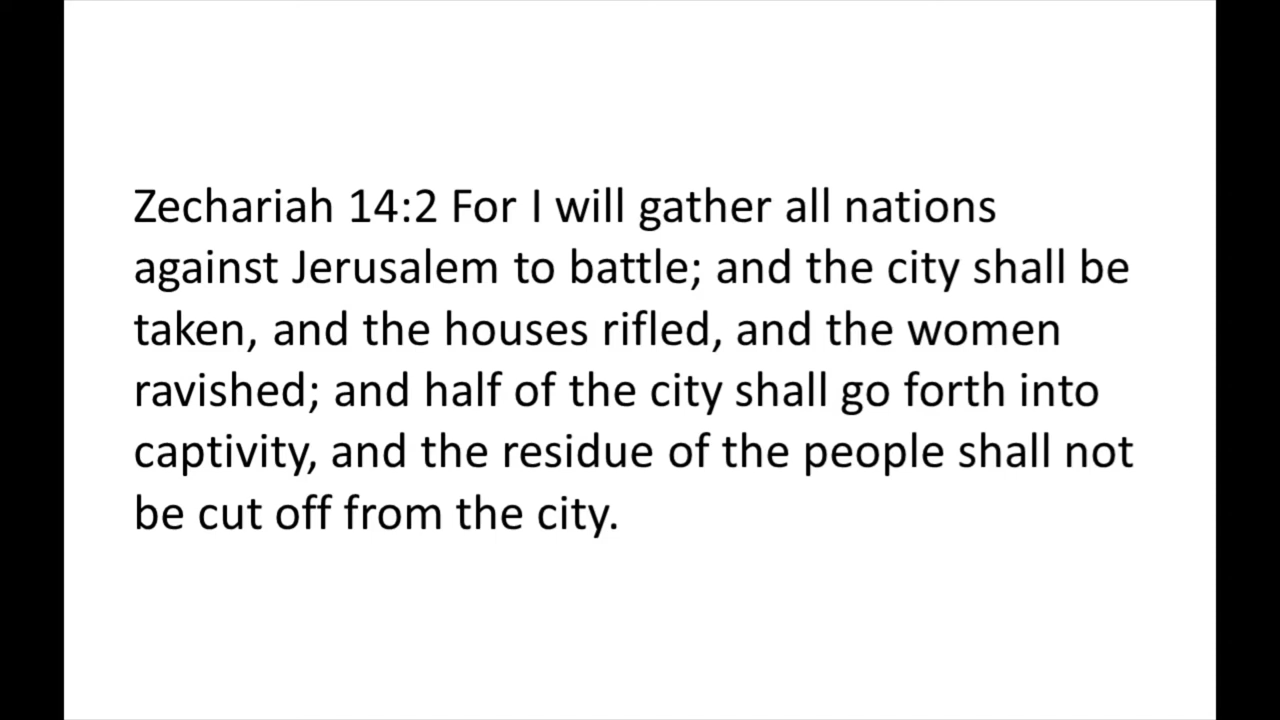 Zechariah 14:2 For I will gather all nations
against Jerusalem to battle; and the city shall be
taken, and the houses rifled, and the women
ravished; and half of the city shall go forth into
captivity, and the residue of the people shall not
be cut off from the city.